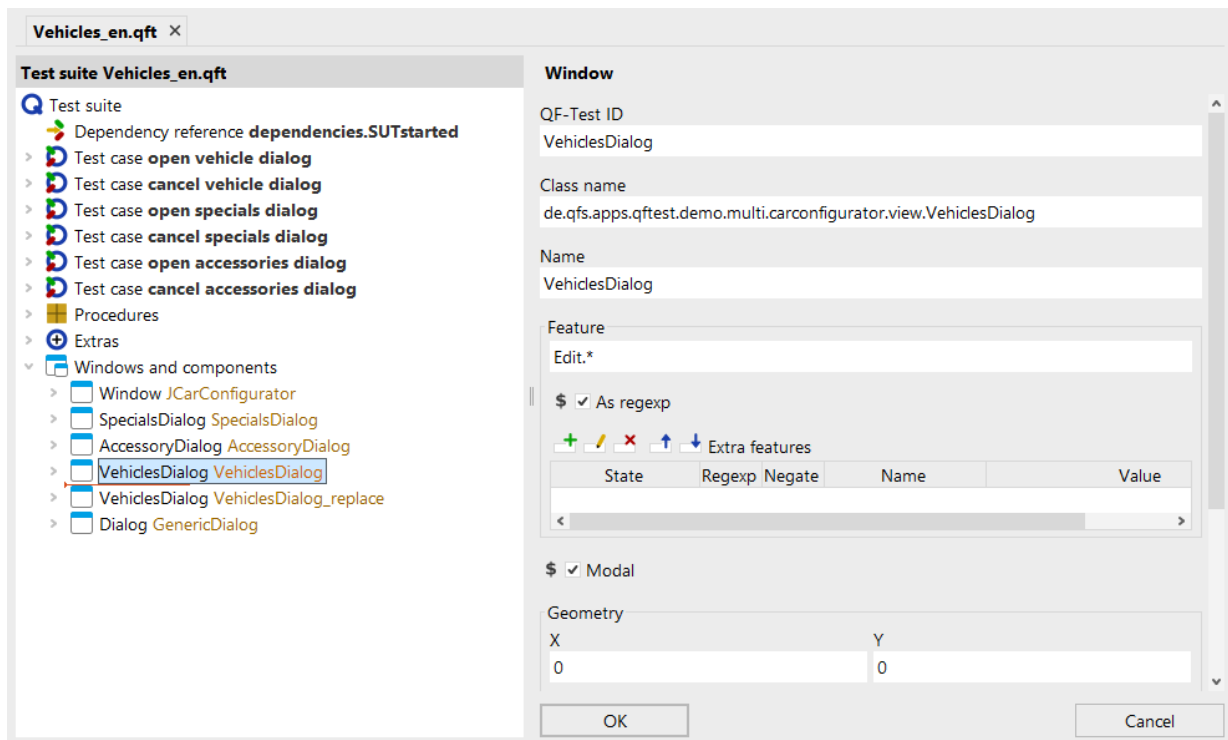 Vehicles_en.qft ×
Test suite Vehicles_en.qft
Test suite
Dependency reference dependencies.SUTstarted
Test case open vehicle dialog
Test case cancel vehicle dialog
Test case open specials dialog
Test case cancel specials dialog
Test case open accessories dialog
Test case cancel accessories dialog
Procedures
Extras
Windows and components
Window JCarConfigurator
SpecialsDialog SpecialsDialog
AccessoryDialog AccessoryDialog
VehiclesDialog VehiclesDialog
VehiclesDialog VehiclesDialog_replace
Dialog GenericDialog
Window
QF-Test ID
VehiclesDialog
Class name
de.qfs.apps.qftest.demo.multi.carconfigurator.view.VehiclesDialog
Name
VehiclesDialog
Feature
Edit.*
$ As regexp
Extra features
State Regexp Negate Name Value
$ Modal
Geometry
X Y
0 0
OK Cancel